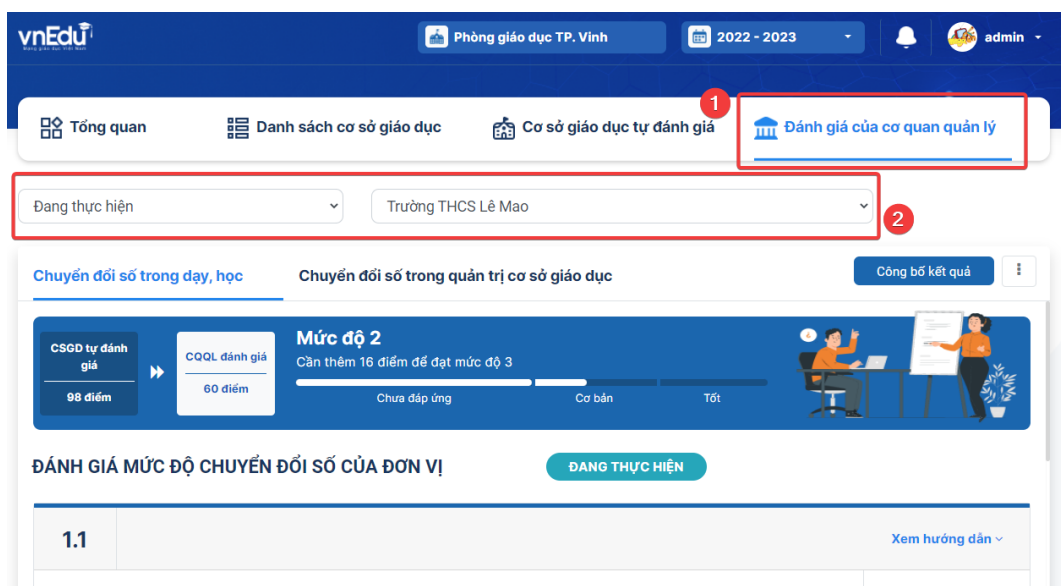 vnEdu
Mạng giáo dục Việt Nam
Phòng giáo dục TP. Vinh
2022 - 2023
admin
1
Tổng quan
Danh sách cơ sở giáo dục
Cơ sở giáo dục tự đánh giá
Đánh giá của cơ quan quản lý
Đang thực hiện
Trường THCS Lê Mao
2
Chuyển đổi số trong dạy, học
Chuyển đổi số trong quản trị cơ sở giáo dục
Công bố kết quả
CSGD tự đánh
giá
98 điểm
CQQL đánh giá
60 điểm
Mức độ 2
Cần thêm 16 điểm để đạt mức độ 3
Chưa đáp ứng
Cơ bản
Tốt
ĐÁNH GIÁ MỨC ĐỘ CHUYỂN ĐỔI SỐ CỦA ĐƠN VỊ
ĐANG THỰC HIỆN
1.1
Xem hướng dẫn